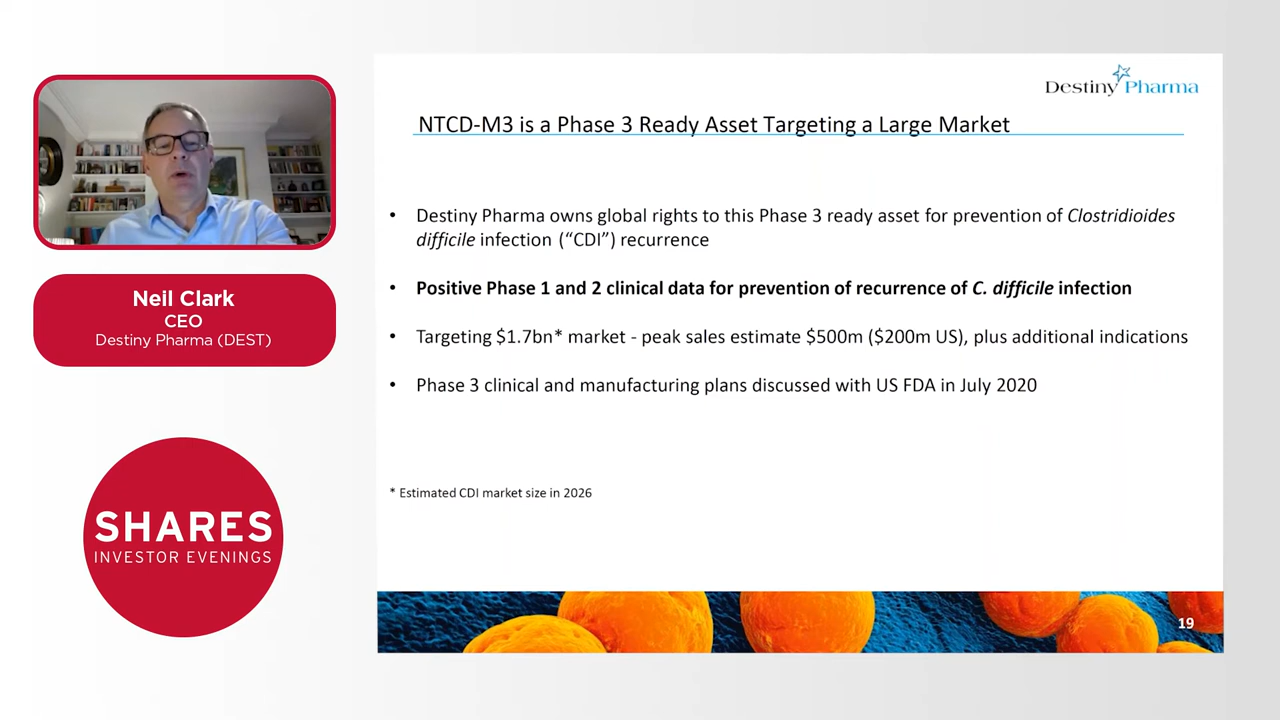 Neil Clark
CEO
Destiny Pharma (DEST)
SHARES
INVESTOR EVENINGS
Destiny Pharma
NTCD-M3 is a Phase 3 Ready Asset Targeting a Large Market
• Destiny Pharma owns global rights to this Phase 3 ready asset for prevention of Clostridioides
difficile infection (“CDI”) recurrence
• Positive Phase 1 and 2 clinical data for prevention of recurrence of C. difficile infection
• Targeting $1.7bn* market - peak sales estimate $500m ($200m US), plus additional indications
• Phase 3 clinical and manufacturing plans discussed with US FDA in July 2020
* Estimated CDI market size in 2026
19